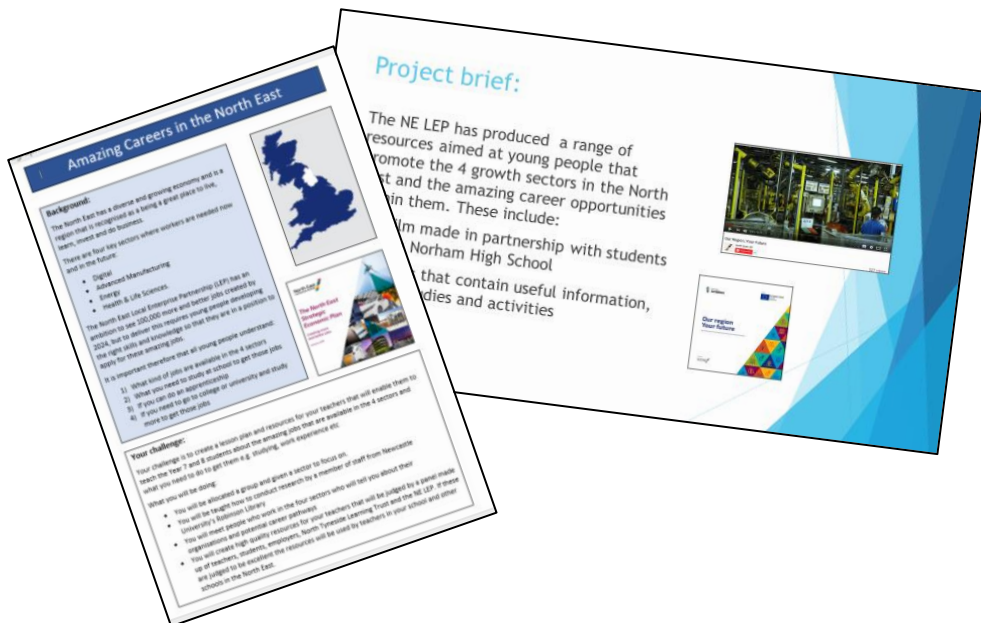 Amazing Careers in the North East
Background:
The North East has a diverse and growing economy and is a
region that is recognised as a being a great place to live,
learn, invest and do business.
There are four key sectors where workers are needed now
and in the future:
Digital
Advanced Manufacturing
Energy
Health & Life Sciences.
The North East Local Enterprise Partnership (LEP) has an
ambition to see 100,000 more and better jobs created by
2024, but to deliver this requires young people developing
the right skills and knowledge so that they are in a position to
apply for these amazing jobs.
It is important therefore that all young people understand:
1) What kind of jobs are available in the 4 sectors
2) What you need to study at school to get those jobs
3) If you can do an apprenticeship
4) If you need to go to college or university and study
more to get those jobs
The North East
Strategic
Economic Plan
Your challenge:
Your challenge is to create a lesson plan and resources for your teachers that will enable them to
teach the Year 7 and 8 students about the amazing jobs that are available in the 4 sectors and
what you need to do to get them e.g. studying, work experience etc
What you will be doing:
You will be allocated a group and given a sector to focus on.
You will be taught how to conduct research by a member of staff from Newcastle
University's Robinson Library
You will meet people who work in the four sectors who will tell you about their
organisations and potential career pathways
You will create high quality resources for your teachers that will be judged by a panel made
up of teachers, students, employers, North Tyneside Learning Trust and the NE LEP. If these
are judged to be excellent the resources will be used by teachers in your school and other
schools in the North East.
Project brief:
The NE LEP has produced a range of
resources aimed at young people that
promote the 4 growth sectors in the North
st and the amazing career opportunities
in them. These include:
lm made in partnership with students
Norham High School
that contain useful information,
dies and activities
Our Region, Your Future
Our region
Your future